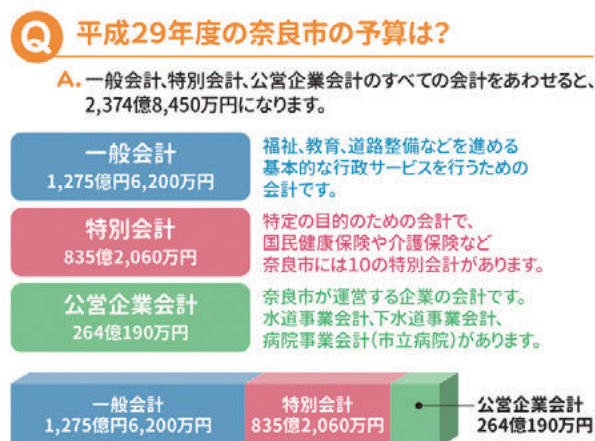 Q 平成29年度の奈良市の予算は?
A. 一般会計、特別会計、公営企業会計のすべての会計をあわせると、
2,374億8,450万円になります。
一般会計
1,275億円6,200万円
福祉、教育、道路整備などを進める
基本的な行政サービスを行うための
会計です。
特別会計
835億2,060万円
特定の目的のための会計で、
国民健康保険や介護保険など
奈良市には10の特別会計があります。
公営企業会計
264億190万円
奈良市が運営する企業の会計です。
水道事業会計、下水道事業会計、
病院事業会計(市立病院)があります。
一般会計
1,275億円6,200万円
特別会計
835億2,060万円
公営企業会計
264億190万円